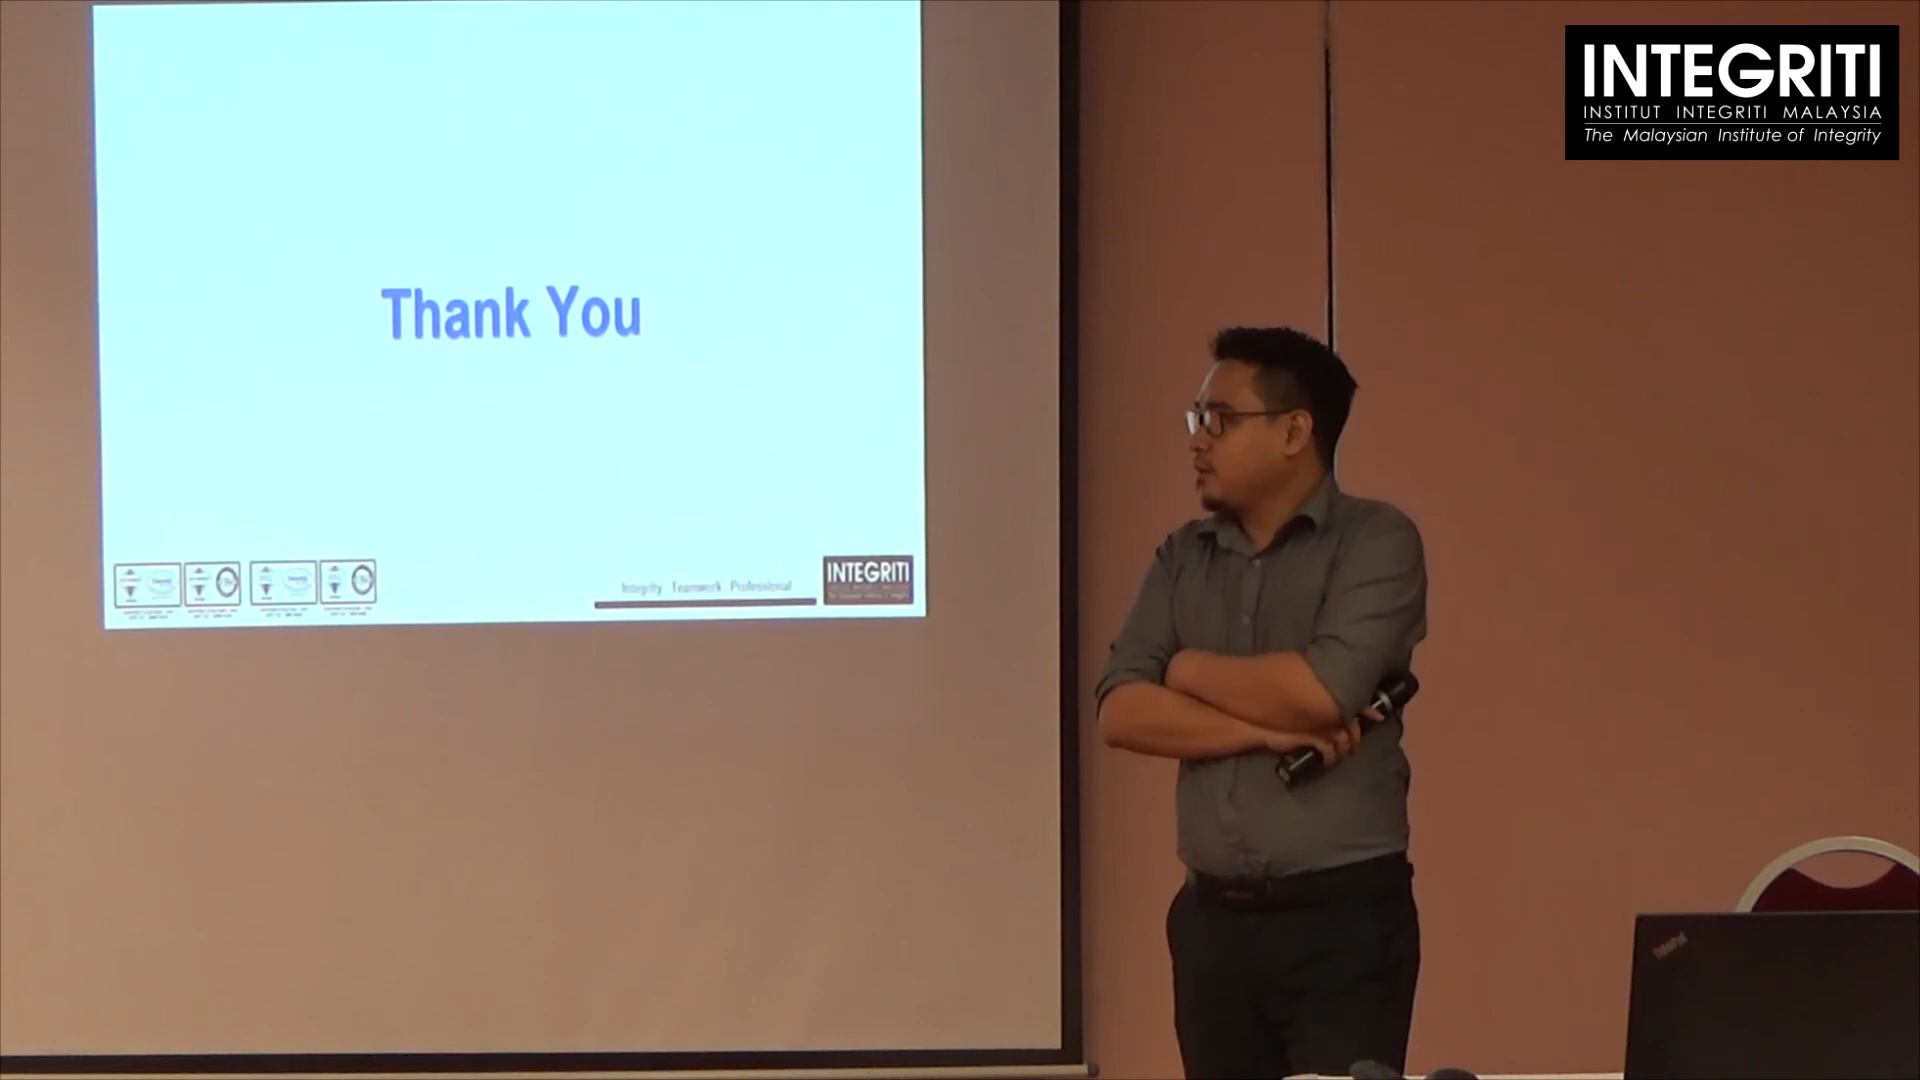 INTEGRITI
INSTITUT INTEGRITI MALAYSIA
The Malaysian Institute of Integrity
Thank You
Integrity Teamwork Professional
INTEGRITI
ThinkPad